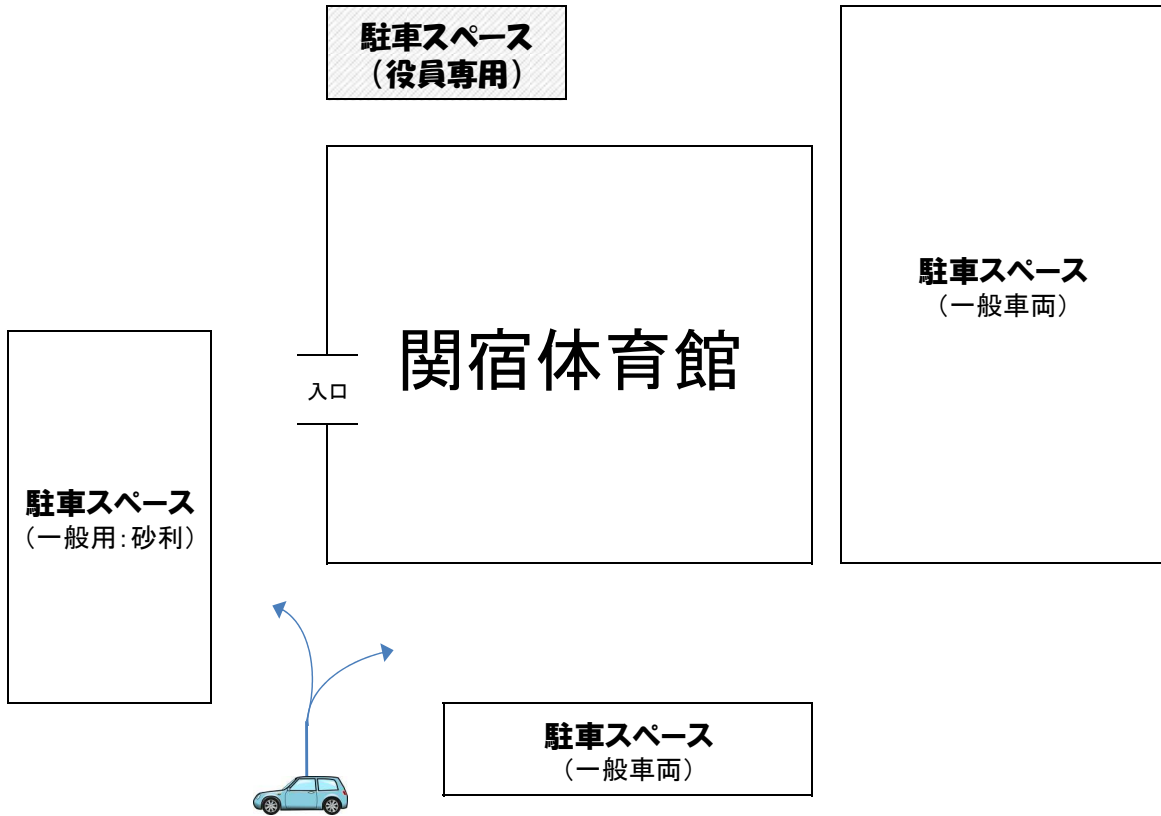 駐車スペース
（役員専用）
駐車スペース
（一般車両）
関宿体育館
入口
駐車スペース
（一般用：砂利）
駐車スペース
（一般車両）